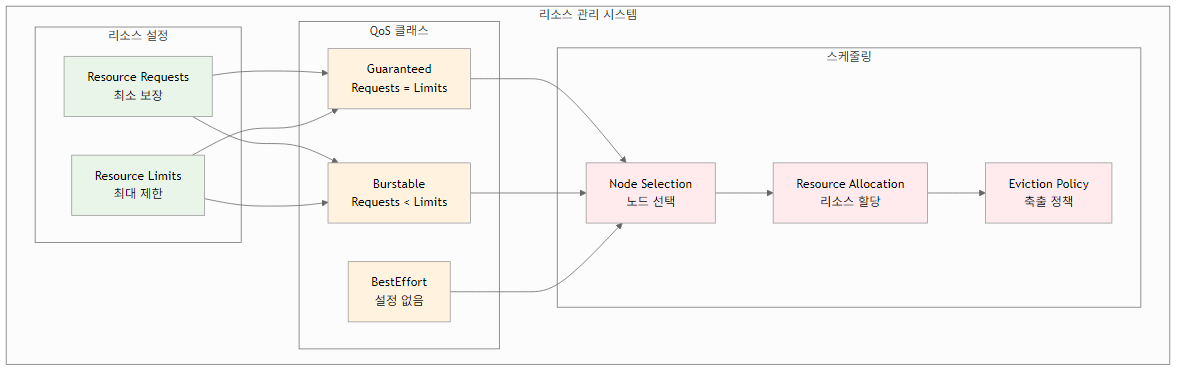 리소스 관리 시스템
리소스 설정
Resource Requests
최소 보장
Resource Limits
최대 제한
QoS 클래스
Guaranteed
Requests = Limits
Burstable
Requests < Limits
BestEffort
설정 없음
스케줄링
Node Selection
노드 선택
Resource Allocation
리소스 할당
Eviction Policy
축출 정책